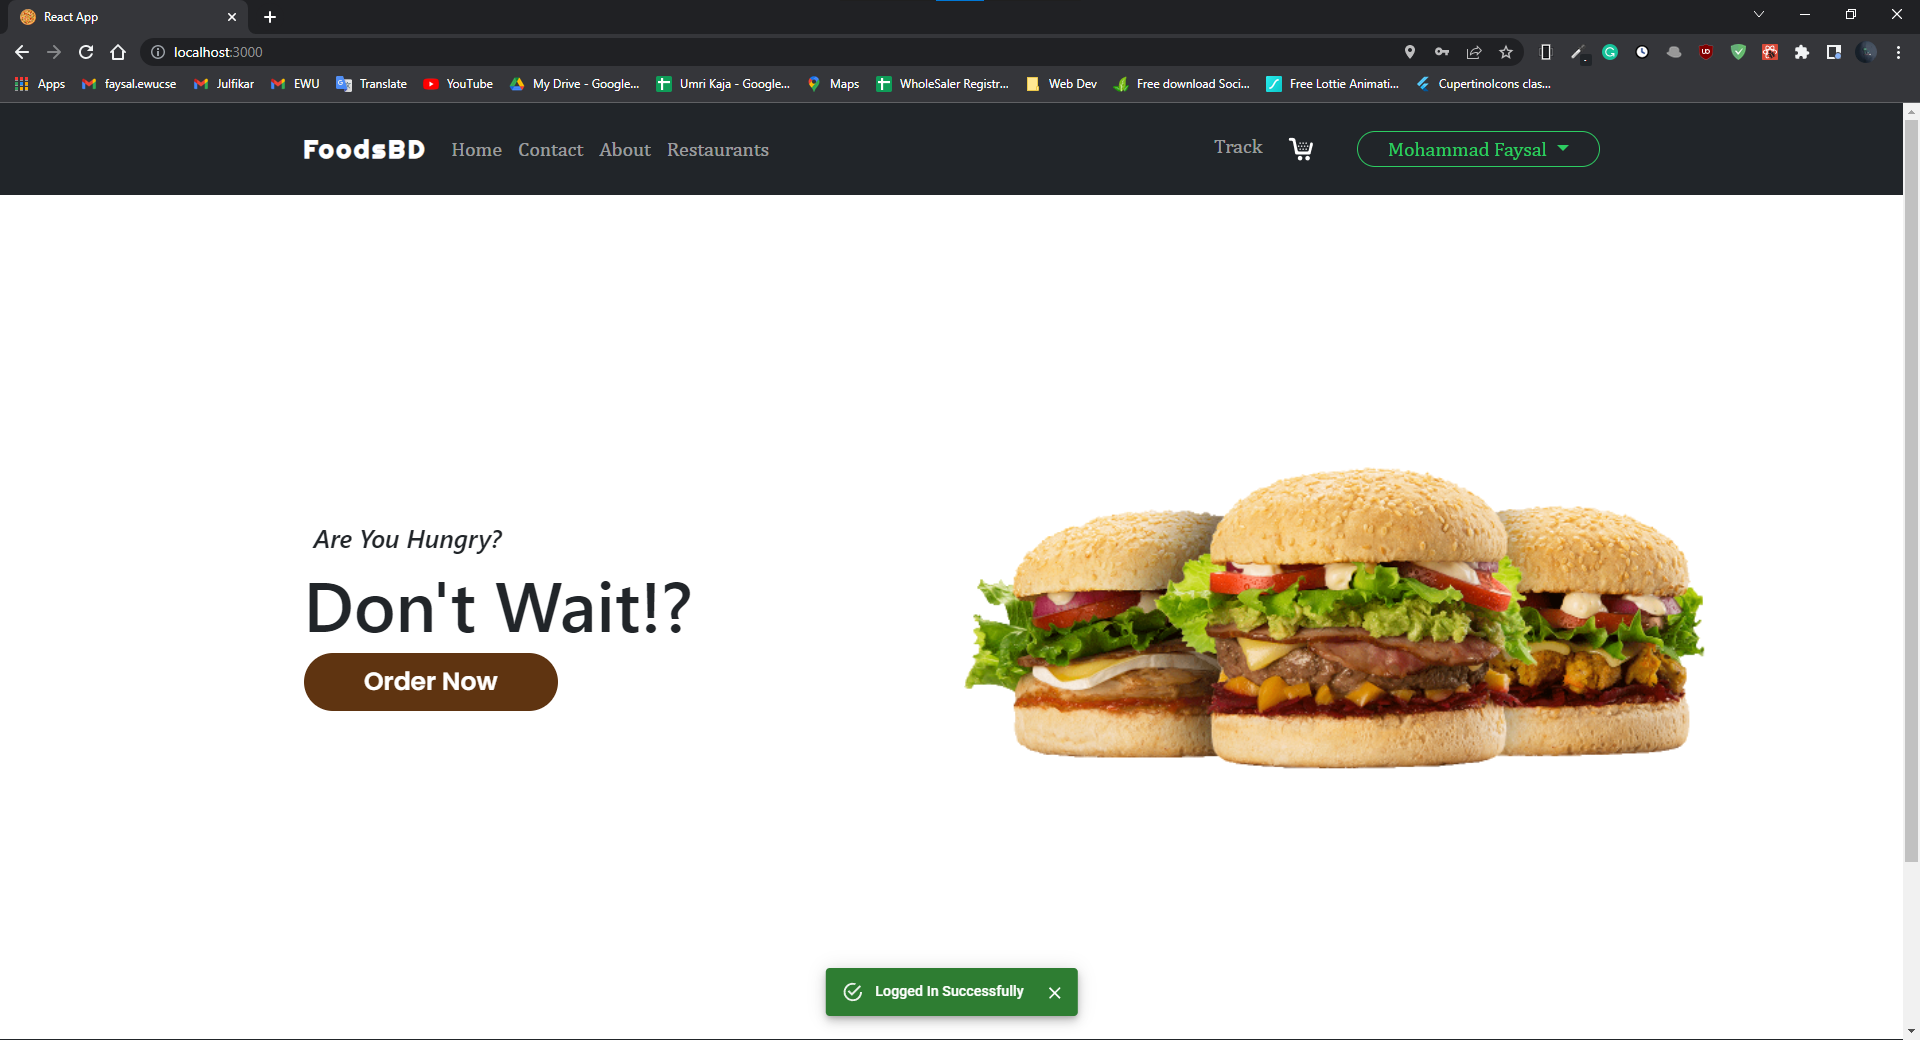 React App
localhost:3000
Apps faysal.ewucse Julfikar EWU Translate YouTube My Drive - Google... Umri Kaja - Google... Maps WholeSaler Registr... Web Dev Free download Soci... Free Lottie Animati... CupertinoIcons clas...
FoodsBD Home Contact About Restaurants Track Mohammad Faysal
Are You Hungry?
Don't Wait!?
Order Now
Logged In Successfully